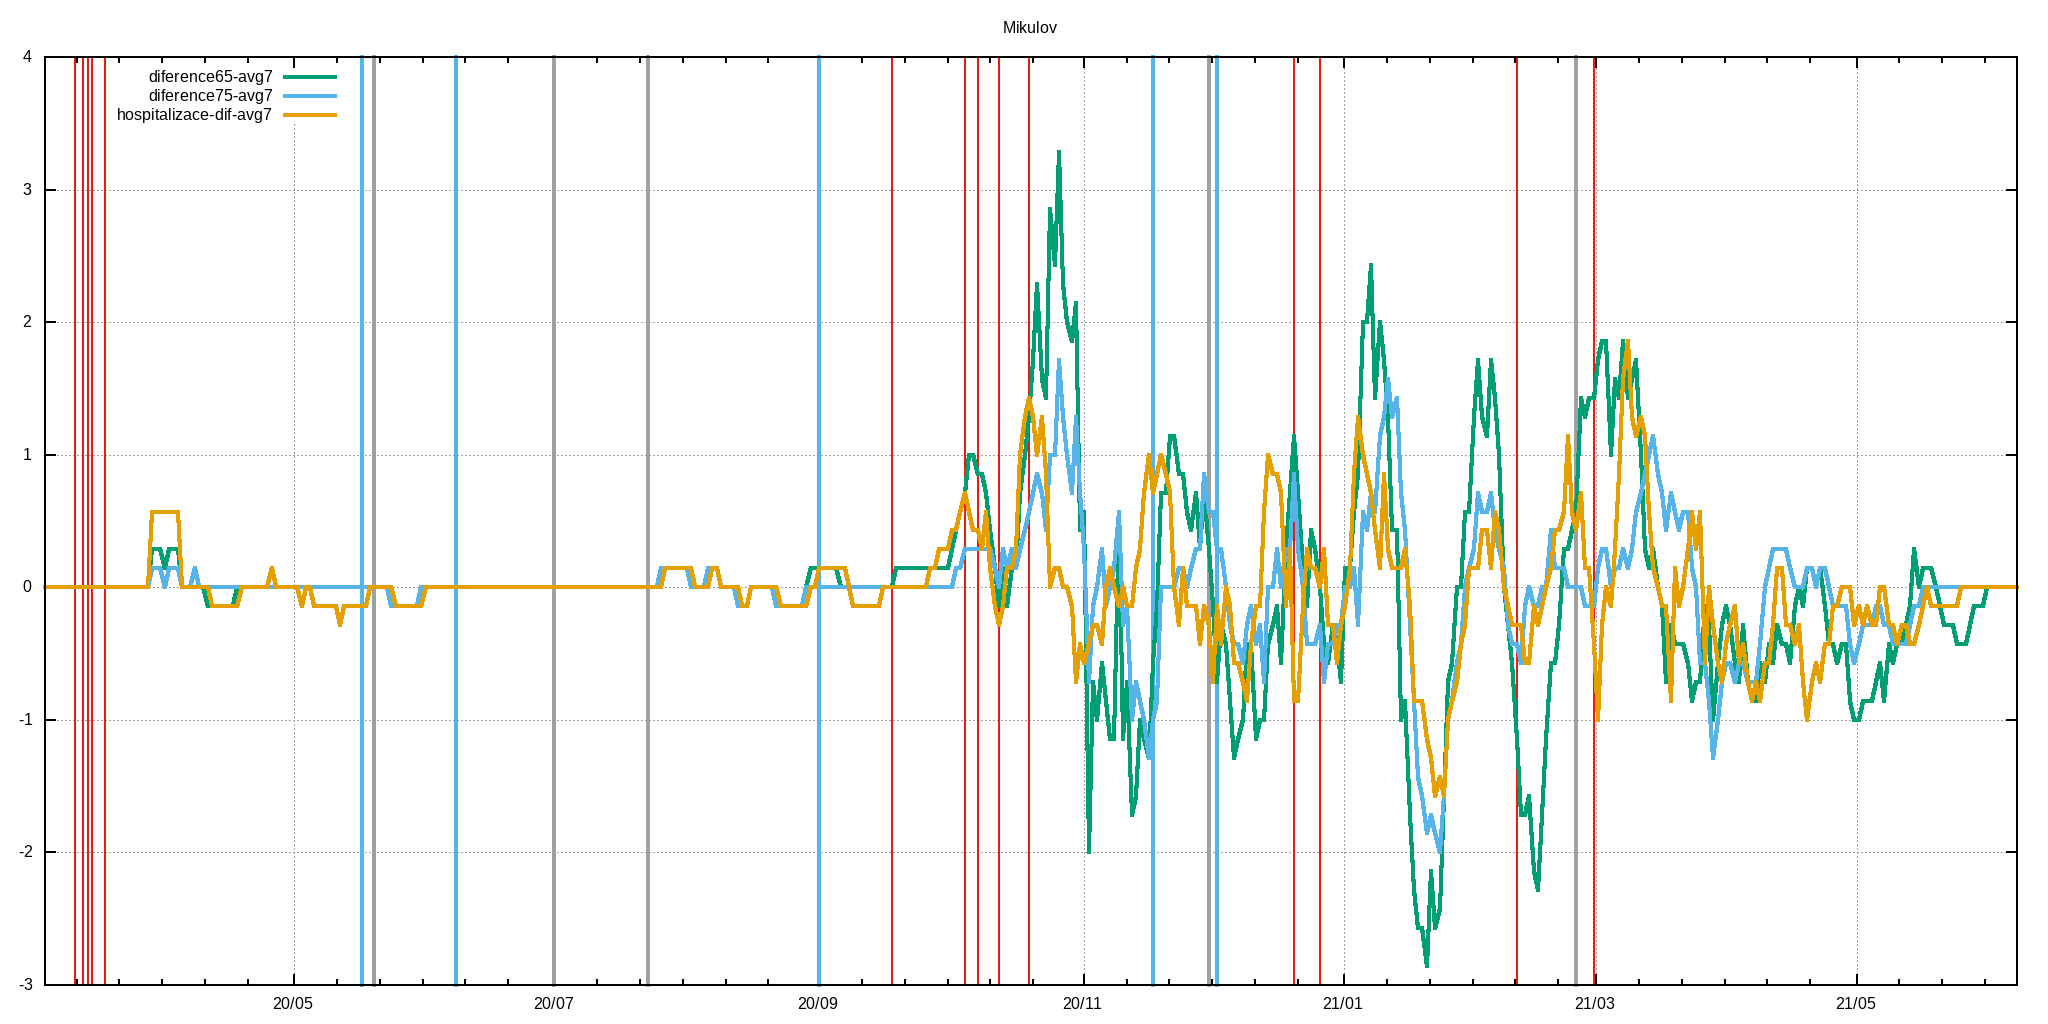 Mikulov
4
diference65-avg7
diference75-avg7
hospitalizace-dif-avg7
3
2
1
0
-1
-2
-3
20/05 20/07 20/09 20/11 21/01 21/03 21/05